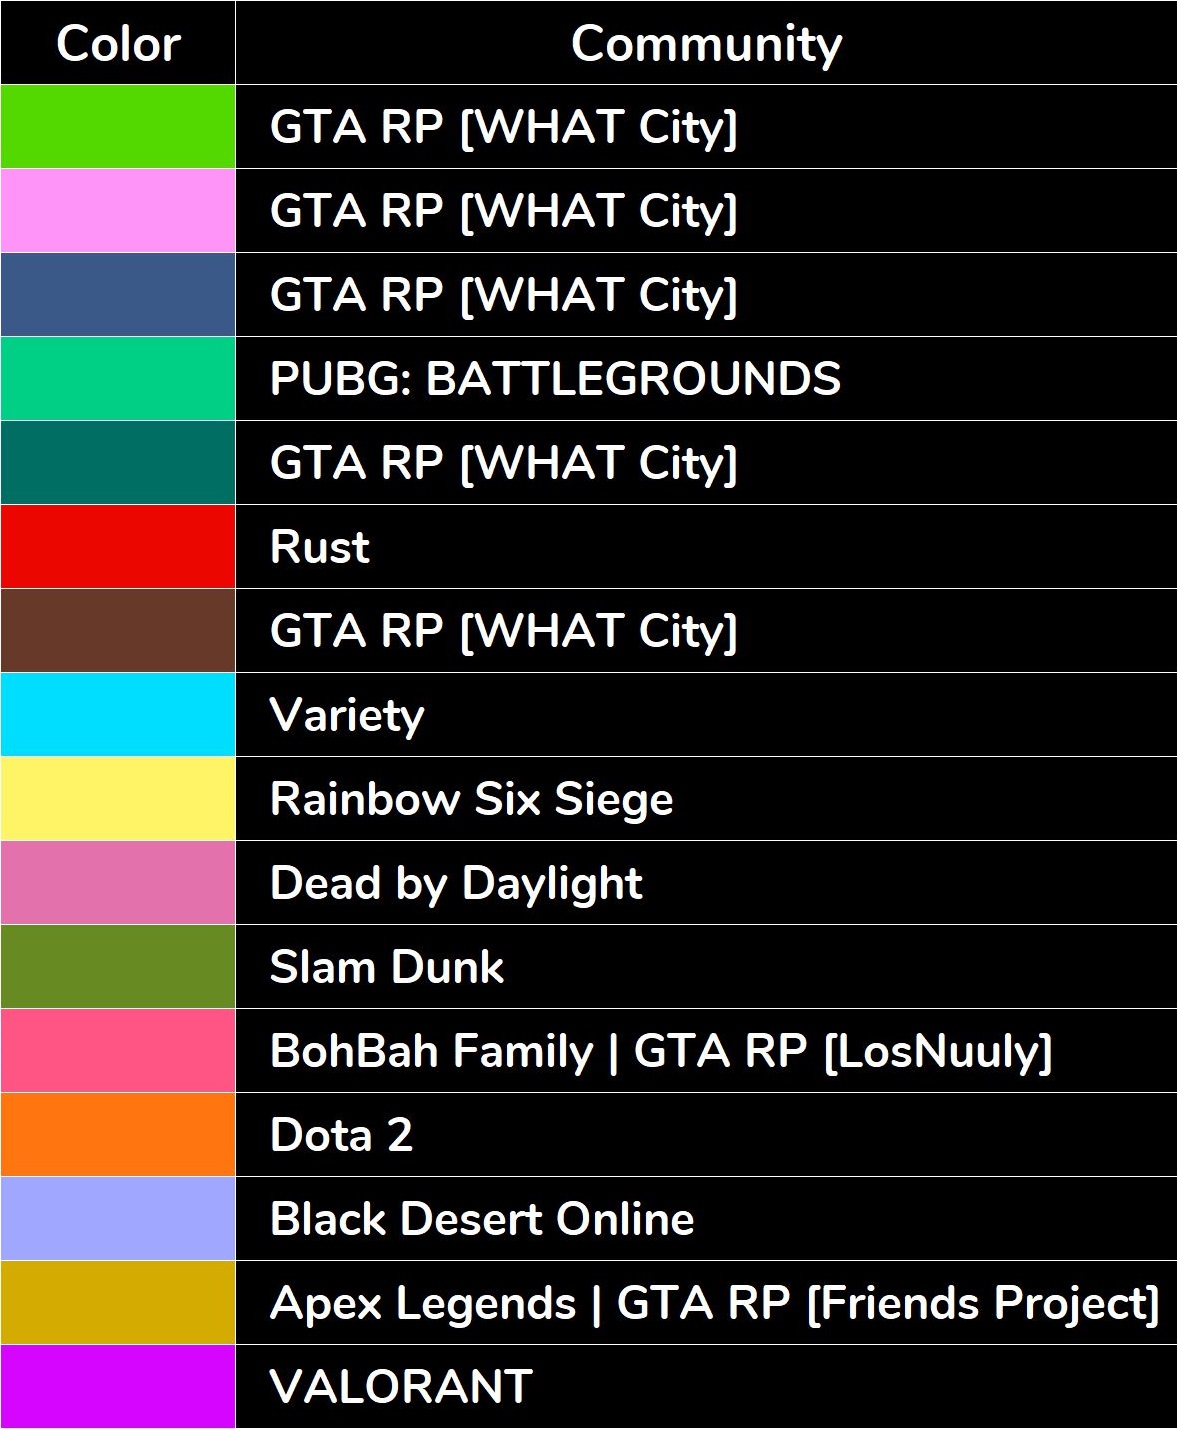 Color Community
GTA RP [WHAT City]
GTA RP [WHAT City]
GTA RP [WHAT City]
PUBG: BATTLEGROUNDS
GTA RP [WHAT City]
Rust
GTA RP [WHAT City]
Variety
Rainbow Six Siege
Dead by Daylight
Slam Dunk
BohBah Family | GTA RP [LosNuuly]
Dota 2
Black Desert Online
Apex Legends | GTA RP [Friends Project]
VALORANT